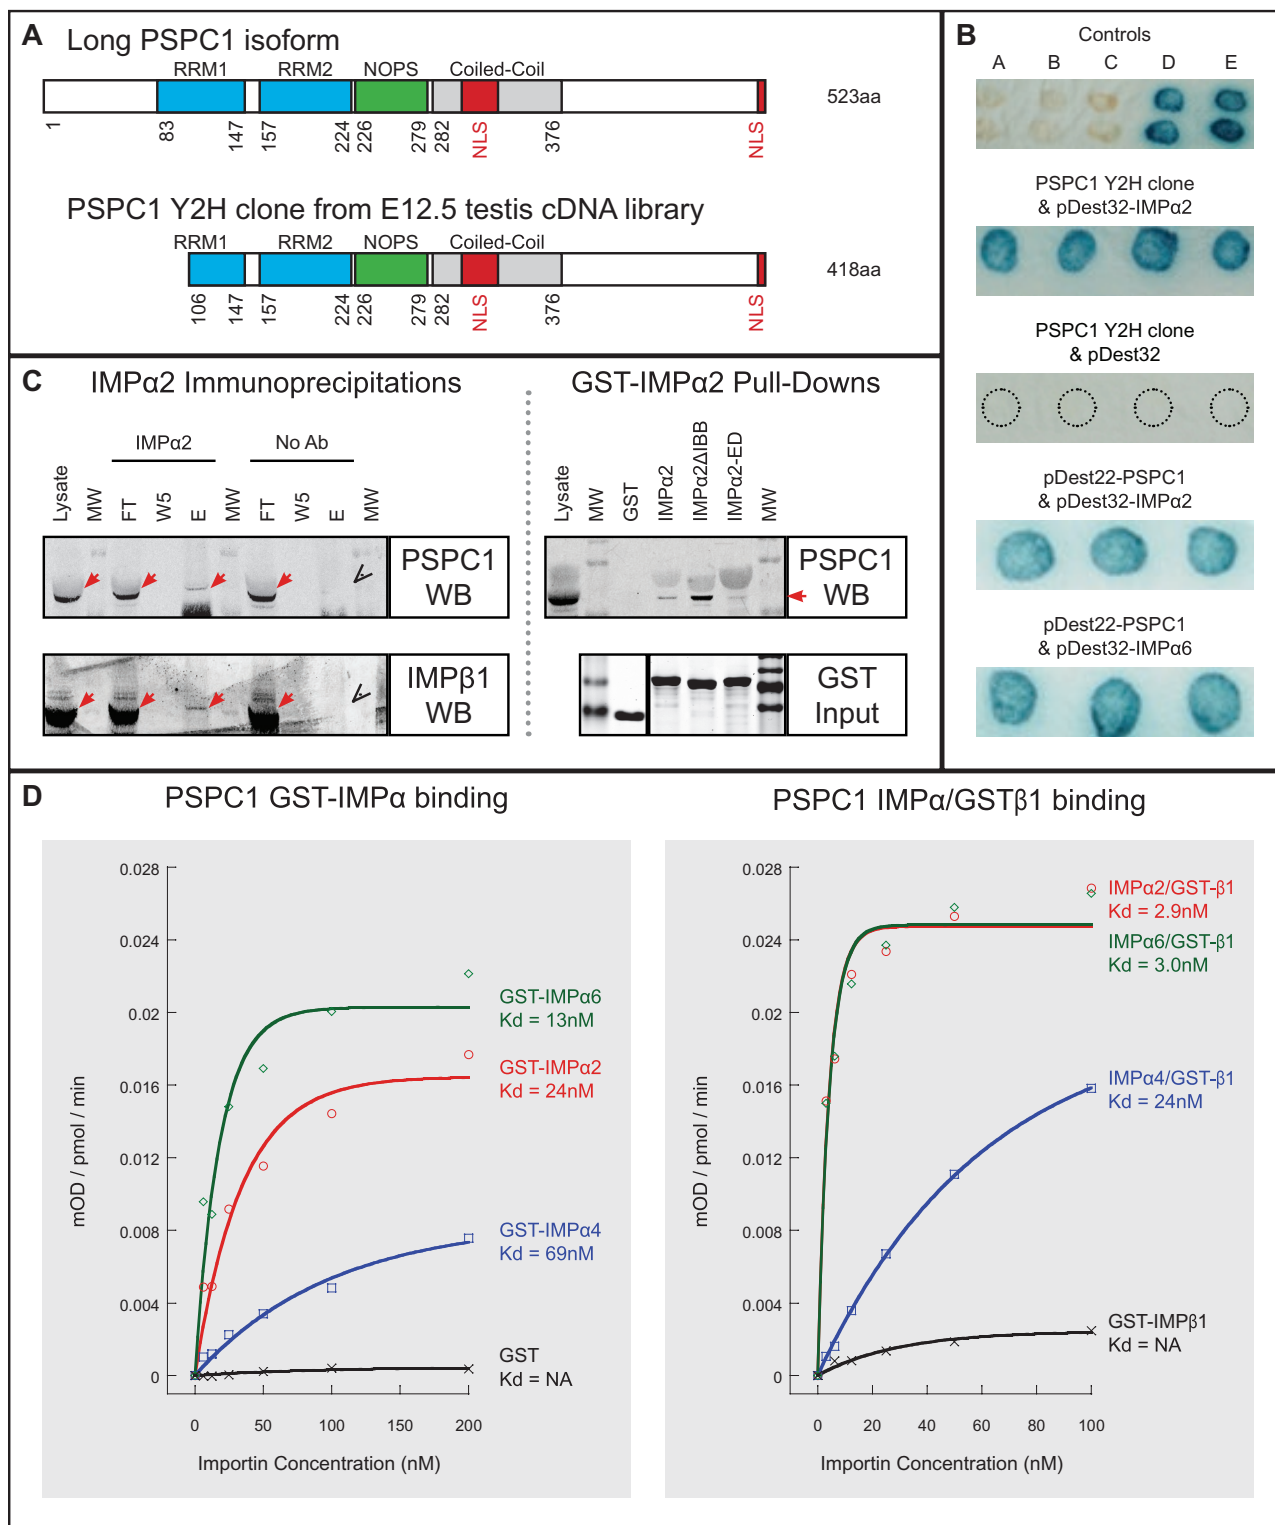 A
Long PSPC1 isoform
RRM1 RRM2 NOPS Coiled-Coil
523aa
1 83 147 157 224 226 279 282 NLS 376 NLS
PSPC1 Y2H clone from E12.5 testis cDNA library
RRM1 RRM2 NOPS Coiled-Coil
418aa
106 147 157 224 226 279 282 NLS 376 NLS
B
Controls
A B C D E
PSPC1 Y2H clone
& pDest32-IMPα2
PSPC1 Y2H clone
& pDest32
pDest22-PSPC1
& pDest32-IMPα2
pDest22-PSPC1
& pDest32-IMPα6
C
IMPα2 Immunoprecipitations
IMPα2 No Ab
Lysate MW FT W5 E MW FT W5 E MW
PSPC1
WB
IMPβ1
WB
GST-IMPα2 Pull-Downs
Lysate MW GST IMPα2 IMPα2ΔIBB IMPα2-ED MW
PSPC1
WB
GST
Input
D
PSPC1 GST-IMPα binding
mOD / pmol / min
0.028
0.024
0.02
0.016
0.012
0.008
0.004
0
GST-IMPα6
Kd = 13nM
GST-IMPα2
Kd = 24nM
GST-IMPα4
Kd = 69nM
GST
Kd = NA
0 50 100 150 200
Importin Concentration (nM)
PSPC1 IMPα/GSTβ1 binding
mOD / pmol / min
0.028
0.024
0.02
0.016
0.012
0.008
0.004
0
IMPα2/GST-β1
Kd = 2.9nM
IMPα6/GST-β1
Kd = 3.0nM
IMPα4/GST-β1
Kd = 24nM
GST-IMPβ1
Kd = NA
0 20 40 60 80 100
Importin Concentration (nM)